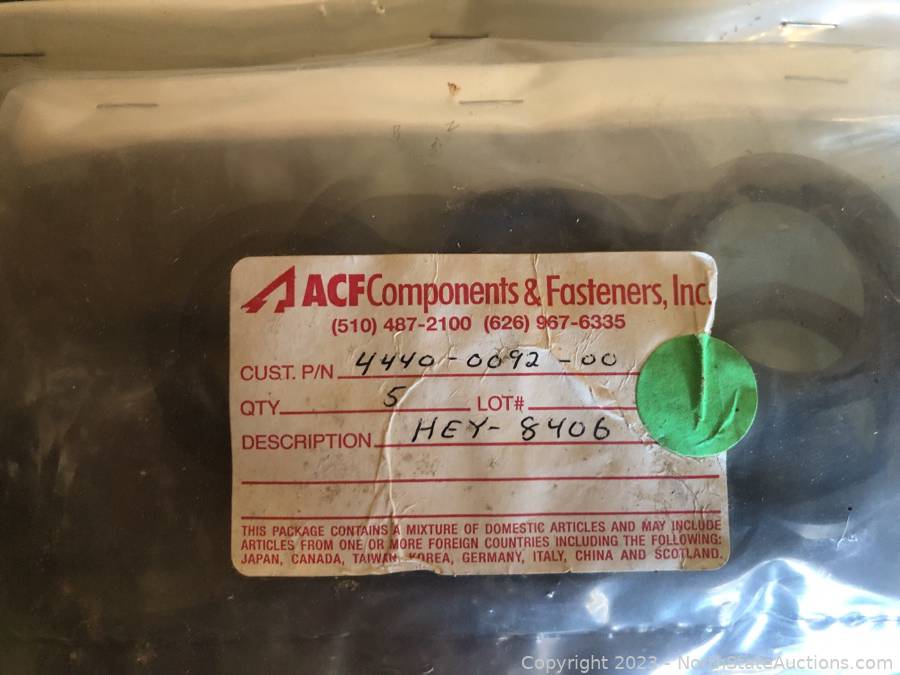 ACF Components & Fasteners, Inc.
(510) 487-2100 (626) 967-6335
CUST. P/N 4440-0092-00
QTY. 5 LOT#
DESCRIPTION HEY-8406
THIS PACKAGE CONTAINS A MIXTURE OF DOMESTIC ARTICLES AND MAY INCLUDE
ARTICLES FROM ONE OR MORE FOREIGN COUNTRIES INCLUDING THE FOLLOWING:
JAPAN, CANADA, TAIWAN, KOREA, GERMANY, ITALY, CHINA AND SCOTLAND.
Copyright 2023 - NorthStateAuctions.com